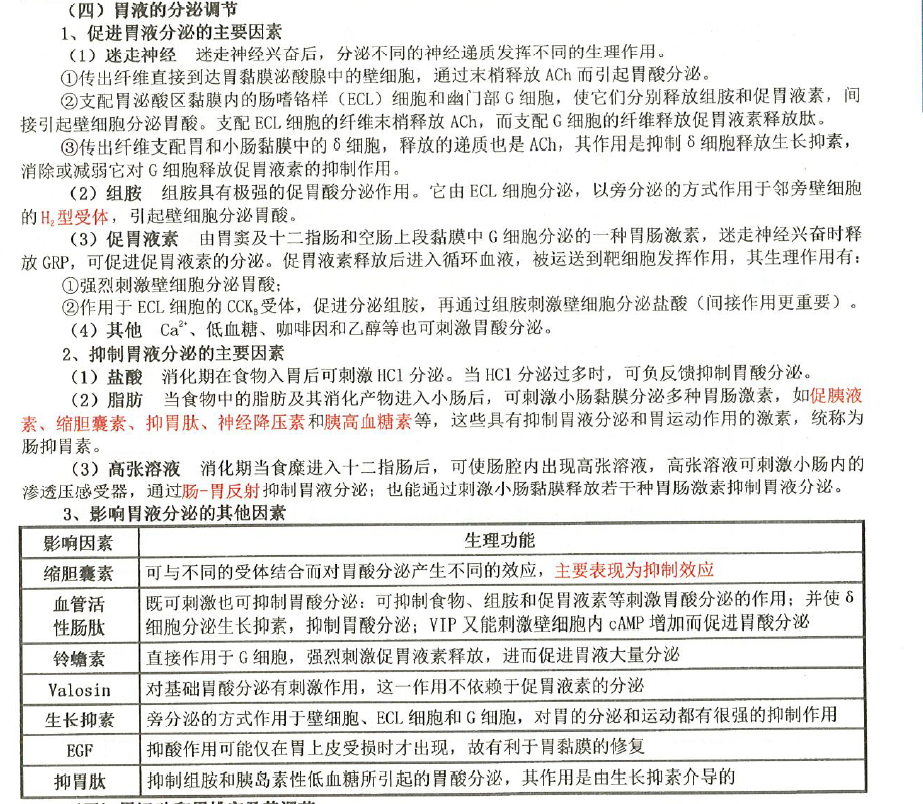 （四）胃液的分泌调节
1、促进胃液分泌的主要因素
（1）迷走神经　迷走神经兴奋后，分泌不同的神经递质发挥不同的生理作用。
①传出纤维直接到达胃黏膜泌酸腺中的壁细胞，通过末梢释放 ACh 而引起胃酸分泌。
②支配胃泌酸区黏膜内的肠嗜铬样（ECL）细胞和幽门部 G 细胞，使它们分别释放组胺和促胃液素，间
接引起壁细胞分泌胃酸。支配 ECL 细胞的纤维末梢释放 ACh，而支配 G 细胞的纤维释放促胃液素释放肽。
③传出纤维支配胃和小肠黏膜中的 δ 细胞，释放的递质也是 ACh，其作用是抑制 δ 细胞释放生长抑素，
消除或减弱它对 G 细胞释放促胃液素的抑制作用。
（2）组胺　组胺具有极强的促胃酸分泌作用。它由 ECL 细胞分泌，以旁分泌的方式作用于邻旁壁细胞
的 H₂型受体，引起壁细胞分泌胃酸。
（3）促胃液素　由胃窦及十二指肠和空肠上段黏膜中 G 细胞分泌的一种胃肠激素，迷走神经兴奋时释
放 GRP，可促进促胃液素的分泌。促胃液素释放后进入循环血液，被运送到靶细胞发挥作用，其生理作用有：
①强烈刺激壁细胞分泌胃酸；
②作用于 ECL 细胞的 CCK_B受体，促进分泌组胺，再通过组胺刺激壁细胞分泌盐酸（间接作用更重要）。
（4）其他　Ca²⁺、低血糖、咖啡因和乙醇等也可刺激胃酸分泌。
2、抑制胃液分泌的主要因素
（1）盐酸　消化期在食物入胃后可刺激 HCl 分泌。当 HCl 分泌过多时，可负反馈抑制胃酸分泌。
（2）脂肪　当食物中的脂肪及其消化产物进入小肠后，可刺激小肠黏膜分泌多种胃肠激素，如促胰液
素、缩胆囊素、抑胃肽、神经降压素和胰高血糖素等，这些具有抑制胃液分泌和胃运动作用的激素，统称为
肠抑胃素。
（3）高张溶液　消化期当食糜进入十二指肠后，可使肠腔内出现高张溶液，高张溶液可刺激小肠内的
渗透压感受器，通过肠-胃反射抑制胃液分泌；也能通过刺激小肠黏膜释放若干种胃肠激素抑制胃液分泌。
3、影响胃液分泌的其他因素
影响因素　生理功能
缩胆囊素　可与不同的受体结合而对胃酸分泌产生不同的效应，主要表现为抑制效应
血管活　既可刺激也可抑制胃酸分泌：可抑制食物、组胺和促胃液素等刺激胃酸分泌的作用；并使 δ
性肠肽　细胞分泌生长抑素，抑制胃酸分泌；VIP 又能刺激壁细胞内 cAMP 增加而促进胃酸分泌
铃蟾素　直接作用于 G 细胞，强烈刺激促胃液素释放，进而促进胃液大量分泌
Valosin　对基础胃酸分泌有刺激作用，这一作用不依赖于促胃液素的分泌
生长抑素　旁分泌的方式作用于壁细胞、ECL 细胞和 G 细胞，对胃的分泌和运动都有很强的抑制作用
EGF　抑酸作用可能仅在胃上皮受损时才出现，故有利于胃黏膜的修复
抑胃肽　抑制组胺和胰岛素性低血糖所引起的胃酸分泌，其作用是由生长抑素介导的